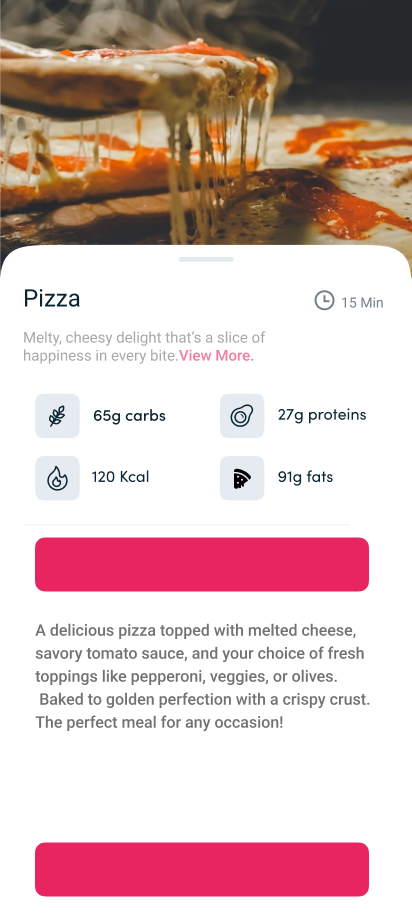 Pizza
15 Min
Melty, cheesy delight that's a slice of
happiness in every bite.View More.
65g carbs
27g proteins
120 Kcal
91g fats
A delicious pizza topped with melted cheese,
savory tomato sauce, and your choice of fresh
toppings like pepperoni, veggies, or olives.
Baked to golden perfection with a crispy crust.
The perfect meal for any occasion!